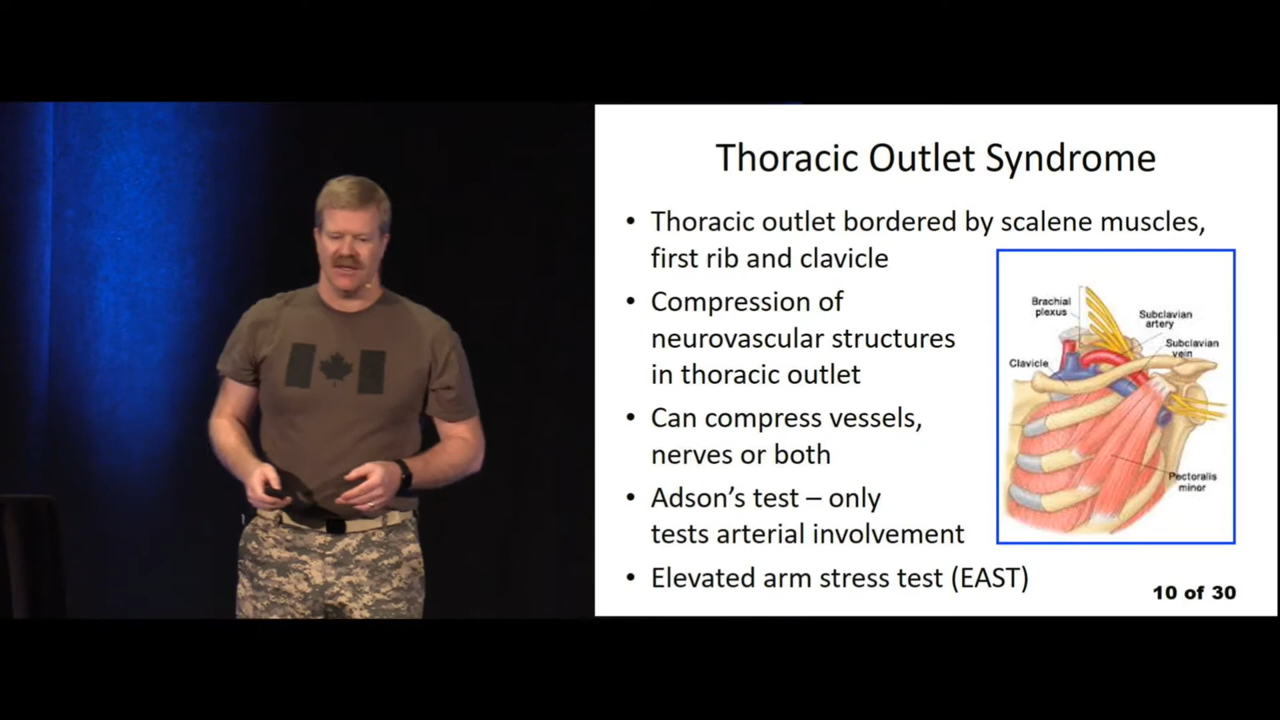 Thoracic Outlet Syndrome
• Thoracic outlet bordered by scalene muscles,
first rib and clavicle
• Compression of
neurovascular structures
in thoracic outlet
• Can compress vessels,
nerves or both
• Adson’s test – only
tests arterial involvement
• Elevated arm stress test (EAST)
Brachial
plexus
Subclavian
artery
Subclavian
vein
Clavicle
Pectoralis
minor
10 of 30